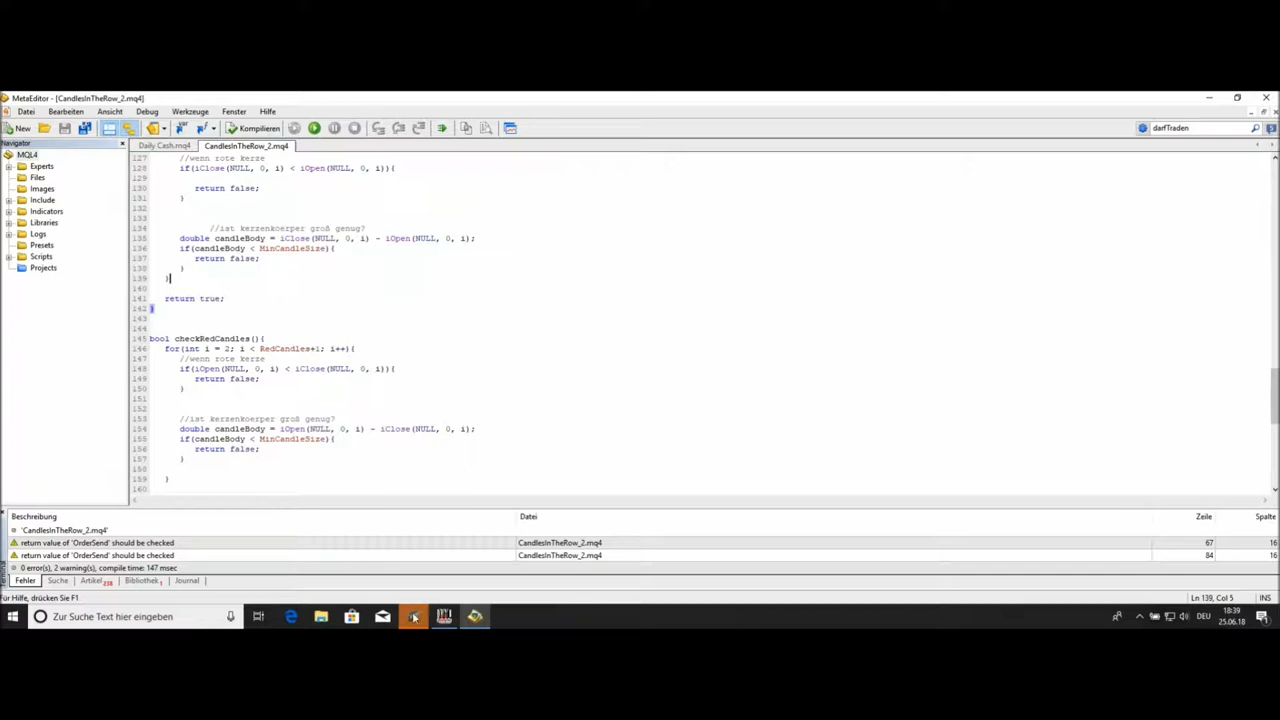 MetaEditor - [CandlesInTheRow_2.mq4]
Datei Bearbeiten Ansicht Debug Werkzeuge Fenster Hilfe
New Kompilieren darfTraden
Navigator
MQL4
Experts
Files
Images
Include
Indicators
Libraries
Logs
Presets
Scripts
Projects
Daily Cash.mq4 CandlesInTheRow_2.mq4
127 //wenn rote kerze
128 if(iClose(NULL, 0, i) < iOpen(NULL, 0, i)){
129
130 return false;
131 }
132
133
134 //ist kerzenkoerper groß genug?
135 double candleBody = iClose(NULL, 0, i) - iOpen(NULL, 0, i);
136 if(candleBody < MinCandleSize){
137 return false;
138 }
139 }
140
141 return true;
142 }
143
144
145 bool checkRedCandles(){
146 for(int i = 2; i < RedCandles+1; i++){
147 //wenn rote kerze
148 if(iOpen(NULL, 0, i) < iClose(NULL, 0, i)){
149 return false;
150 }
151
152
153 //ist kerzenkoerper groß genug?
154 double candleBody = iOpen(NULL, 0, i) - iClose(NULL, 0, i);
155 if(candleBody < MinCandleSize){
156 return false;
157 }
158
159 }
160
Beschreibung Datei Zeile Spalte
'CandlesInTheRow_2.mq4'
return value of 'OrderSend' should be checked CandlesInTheRow_2.mq4 67 16
return value of 'OrderSend' should be checked CandlesInTheRow_2.mq4 84 16
0 error(s), 2 warning(s), compile time: 147 msec
Fehler Suche Artikel 238 Bibliothek 1 Journal
Für Hilfe, drücken Sie F1 Ln 139, Col 5 INS
Zur Suche Text hier eingeben DEU 18:39
25.06.18